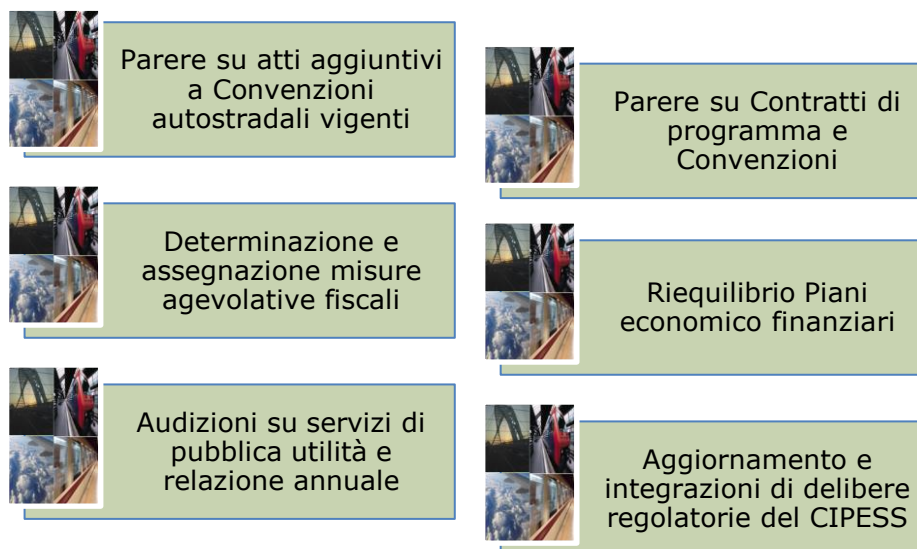 Parere su atti aggiuntivi
a Convenzioni
autostradali vigenti
Determinazione e
assegnazione misure
agevolative fiscali
Audizioni su servizi di
pubblica utilità e
relazione annuale
Parere su Contratti di
programma e
Convenzioni
Riequilibrio Piani
economico finanziari
Aggiornamento e
integrazioni di delibere
regolatorie del CIPESS